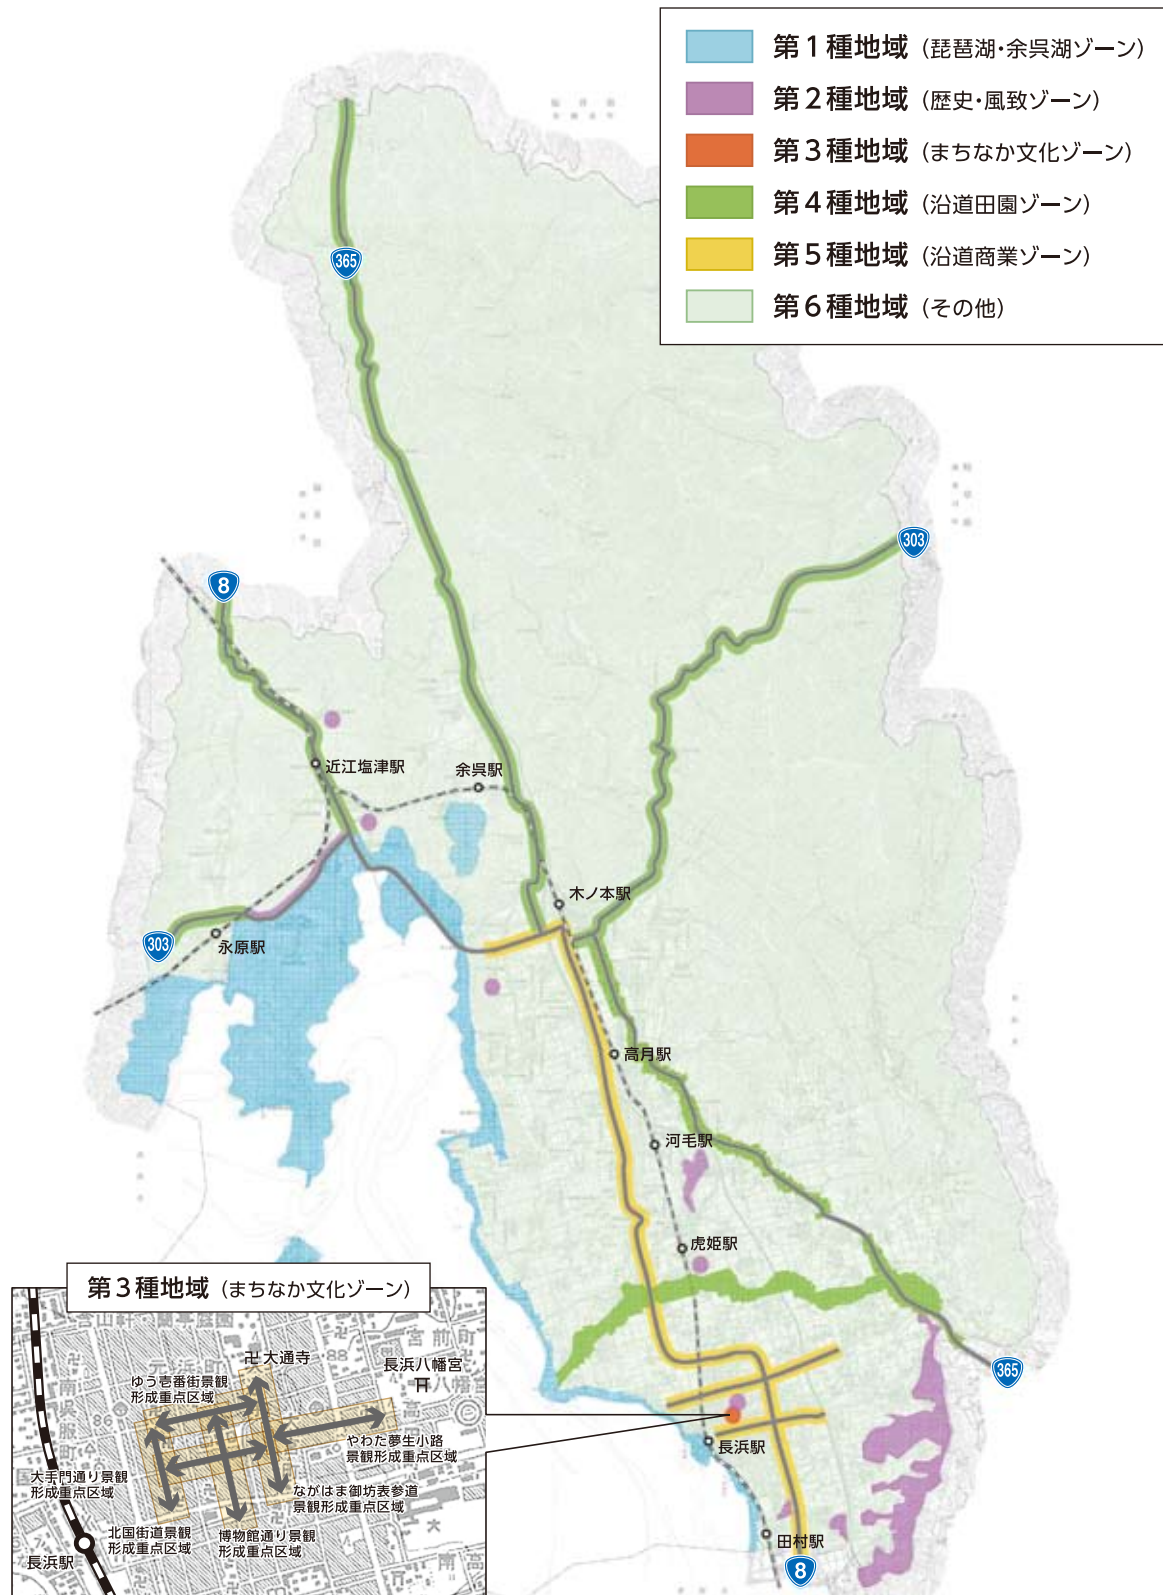 第1種地域（琵琶湖・余呉湖ゾーン）
第2種地域（歴史・風致ゾーン）
第3種地域（まちなか文化ゾーン）
第4種地域（沿道田園ゾーン）
第5種地域（沿道商業ゾーン）
第6種地域（その他）
365
303
8
近江塩津駅
余呉駅
木ノ本駅
303
永原駅
高月駅
河毛駅
虎姫駅
365
長浜駅
田村駅
8
第3種地域（まちなか文化ゾーン）
卍大通寺
88
宮前町
元浜町
長浜八幡宮
ゆう壱番街景観
形成重点区域
86
やわた夢生小路
景観形成重点区域
大手門通り景観
形成重点区域
ながはま御坊表参道
景観形成重点区域
北国街道景観
形成重点区域
博物館通り景観
形成重点区域
長浜駅